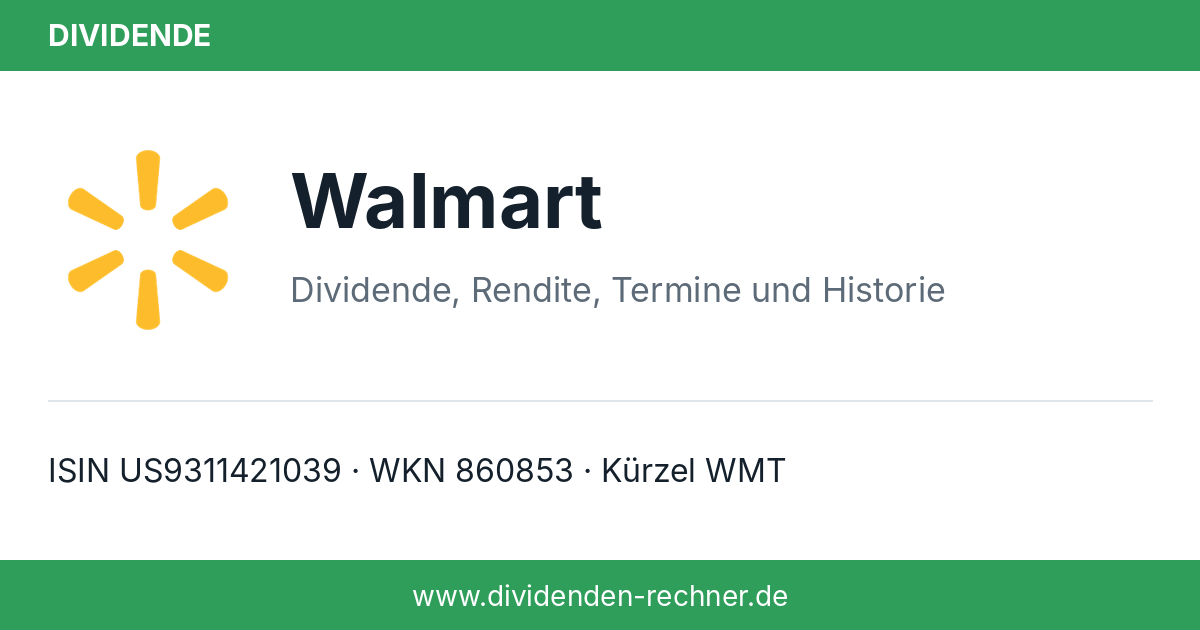 DIVIDENDE
Walmart
Dividende, Rendite, Termine und Historie
ISIN US9311421039 · WKN 860853 · Kürzel WMT
www.dividenden-rechner.de